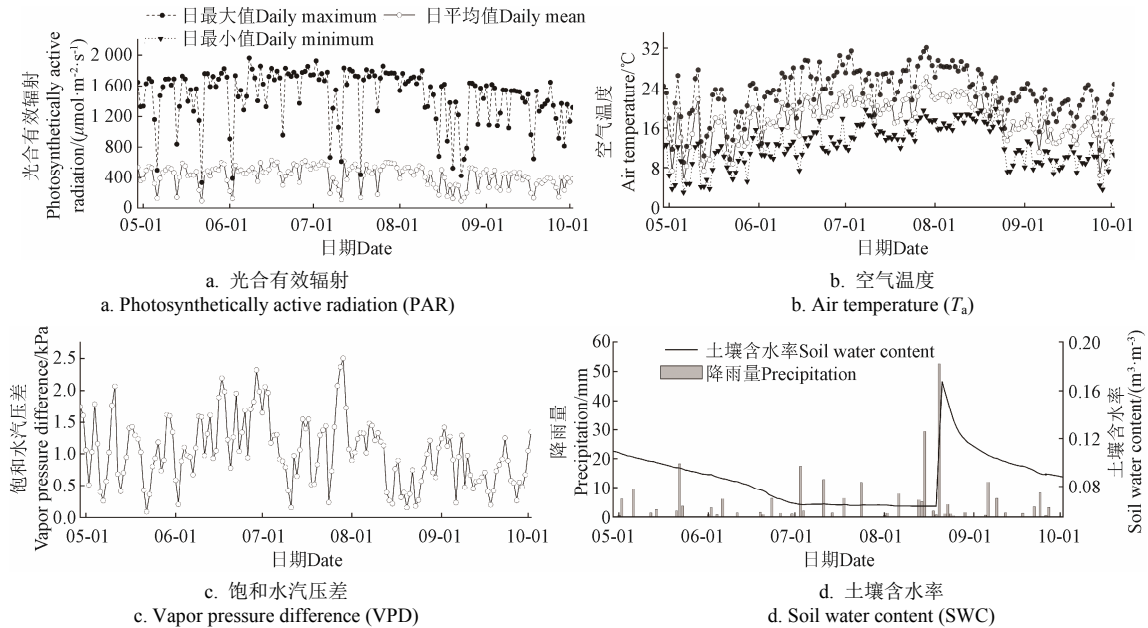 日最大值Daily maximum 日平均值Daily mean
日最小值Daily minimum
光合有效辐射
Photosynthetically active
radiation/(μmol·m⁻²·s⁻¹)
2 000
1 600
1 200
800
400
0
05-01 06-01 07-01 08-01 09-01 10-01
日期Date
a. 光合有效辐射
a. Photosynthetically active radiation (PAR)
空气温度
Air temperature/℃
32
24
16
8
0
05-01 06-01 07-01 08-01 09-01 10-01
日期Date
b. 空气温度
b. Air temperature (Ta)
饱和水汽压差
Vapor pressure difference/kPa
2.5
2.0
1.5
1.0
0.5
0.0
05-01 06-01 07-01 08-01 09-01 10-01
日期Date
c. 饱和水汽压差
c. Vapor pressure difference (VPD)
土壤含水率Soil water content
降雨量Precipitation
降雨量
Precipitation/mm
60
50
40
30
20
10
0
05-01 06-01 07-01 08-01 09-01 10-01
日期Date
0.20
0.16
0.12
0.08
土壤含水率
Soil water content/(m³·m⁻³)
d. 土壤含水率
d. Soil water content (SWC)